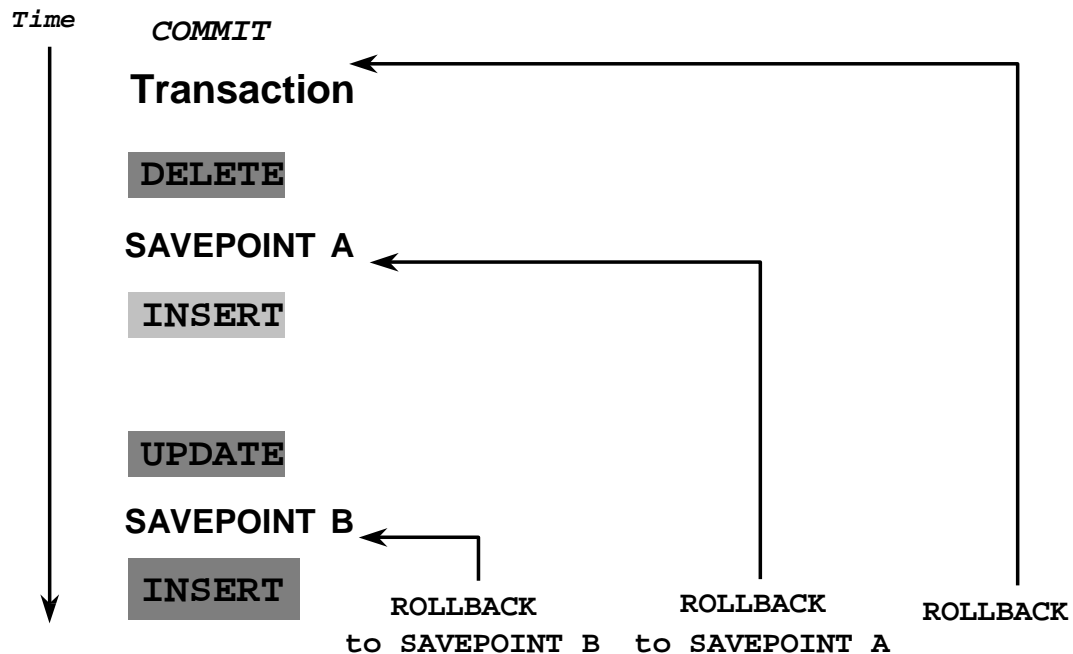 Time
COMMIT
Transaction
DELETE
SAVEPOINT A
INSERT
UPDATE
SAVEPOINT B
INSERT
ROLLBACK
to SAVEPOINT B
ROLLBACK
to SAVEPOINT A
ROLLBACK